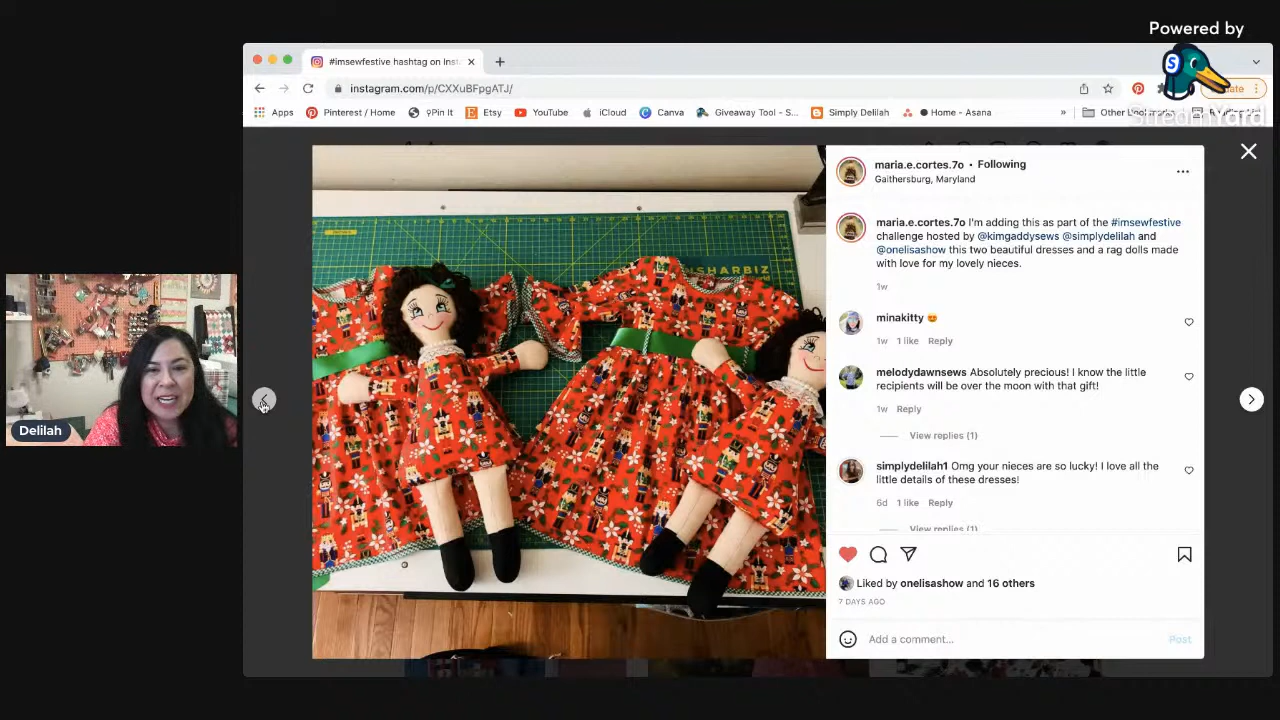 Powered by
S
StreamYard
#imsewfestive hashtag on Inst
instagram.com/p/CXXuBFpgATJ/
Apps
Pinterest / Home
Pin It
Etsy
YouTube
iCloud
Canva
Giveaway Tool - S...
Simply Delilah
Home - Asana
»
Other
maria.e.cortes.7o • Following
Gaithersburg, Maryland
maria.e.cortes.7o I'm adding this as part of the #imsewfestive
challenge hosted by @kimgaddysews @simplydelilah and
@onelisashow this two beautiful dresses and a rag dolls made
with love for my lovely nieces.
1w
minakitty
1w 1 like Reply
melodydawnsews Absolutely precious! I know the little
recipients will be over the moon with that gift!
1w Reply
View replies (1)
simplydelilah1 Omg your nieces are so lucky! I love all the
little details of these dresses!
6d 1 like Reply
View replies (1)
Liked by onelisashow and 16 others
7 DAYS AGO
Add a comment...
Post
Delilah